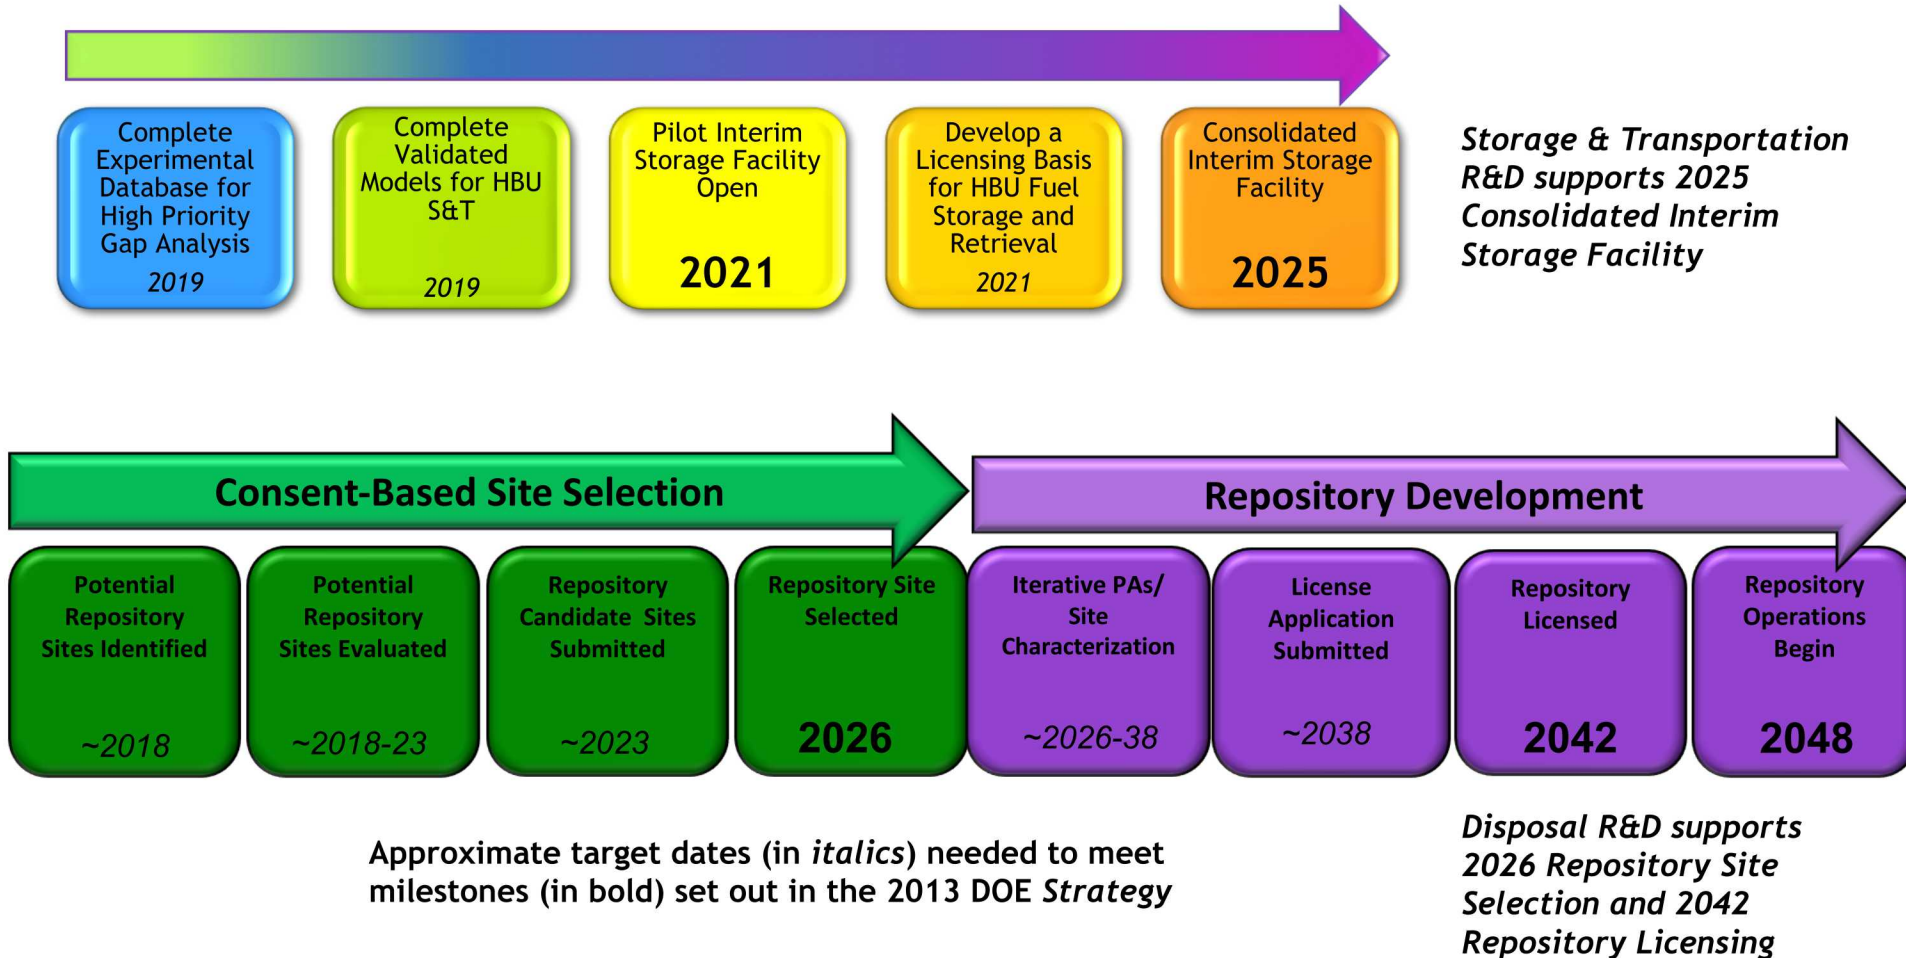 Complete
Experimental
Database for
High Priority
Gap Analysis
2019
Complete
Validated
Models for HBU
S&T
2019
Pilot Interim
Storage Facility
Open
2021
Develop a
Licensing Basis
for HBU Fuel
Storage and
Retrieval
2021
Consolidated
Interim Storage
Facility
2025
Storage & Transportation
R&D supports 2025
Consolidated Interim
Storage Facility
Consent-Based Site Selection
Repository Development
Potential
Repository
Sites Identified
~2018
Potential
Repository
Sites Evaluated
~2018-23
Repository
Candidate Sites
Submitted
~2023
Repository Site
Selected
2026
Iterative PAs/
Site
Characterization
~2026-38
License
Application
Submitted
~2038
Repository
Licensed
2042
Repository
Operations
Begin
2048
Approximate target dates (in italics) needed to meet
milestones (in bold) set out in the 2013 DOE Strategy
Disposal R&D supports
2026 Repository Site
Selection and 2042
Repository Licensing